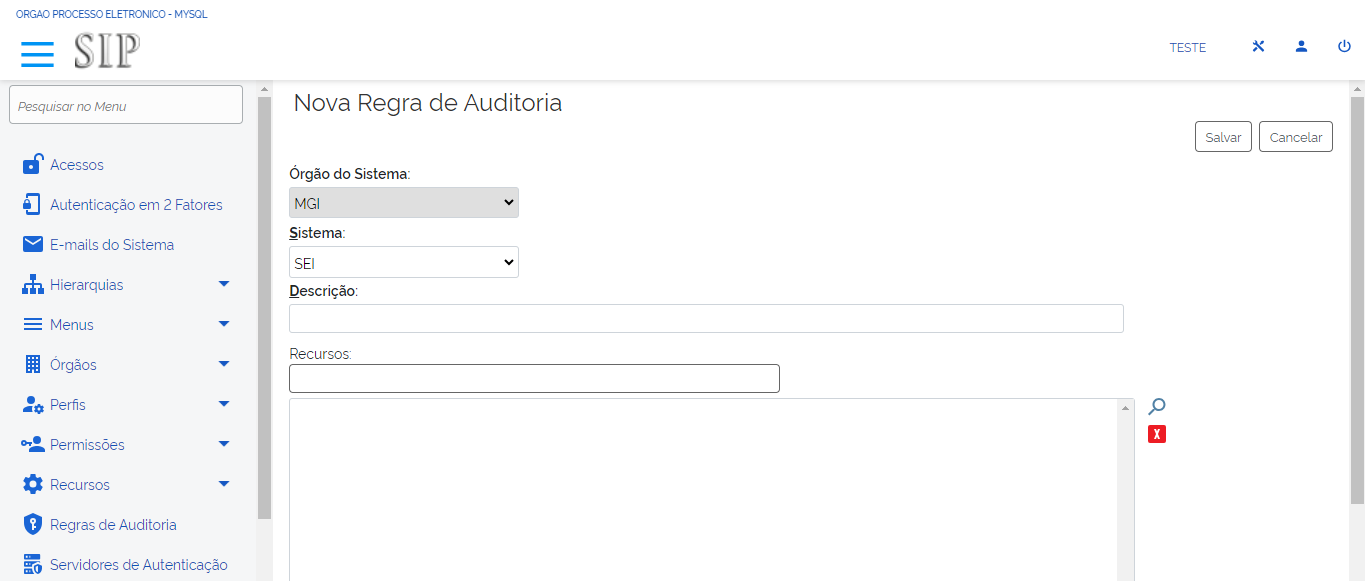 ORGAO PROCESSO ELETRONICO - MYSQL
SIP
TESTE
Pesquisar no Menu
Acessos
Autenticação em 2 Fatores
E-mails do Sistema
Hierarquias
Menus
Órgãos
Perfis
Permissões
Recursos
Regras de Auditoria
Servidores de Autenticação
Nova Regra de Auditoria
Salvar
Cancelar
Órgão do Sistema:
MGI
Sistema:
SEI
Descrição:
Recursos:
X